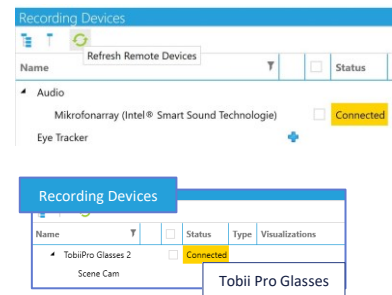 Recording Devices
Refresh Remote Devices
Name Status
Audio
Mikrofonarray (Intel® Smart Sound Technologie) Connected
Eye Tracker
Recording Devices
Name Status Type Visualizations
TobiiPro Glasses 2 Connected
Scene Cam
Tobii Pro Glasses